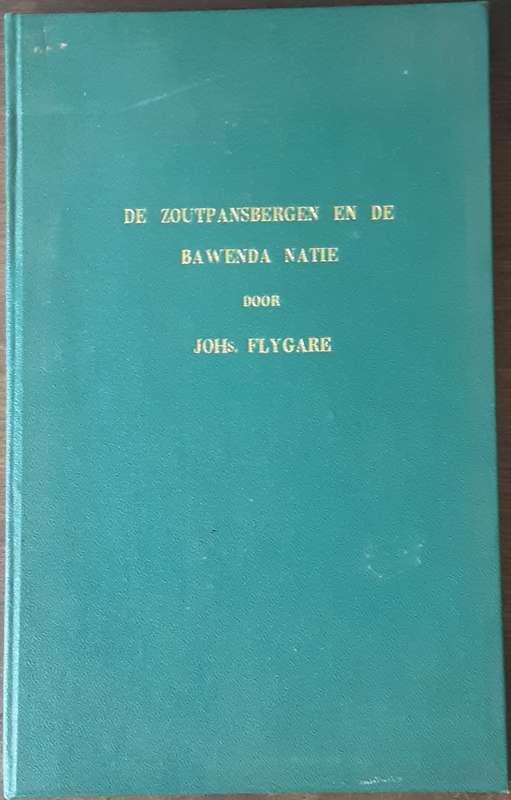 DE ZOUTPANSBERGEN EN DE
BAWENDA NATIE
DOOR
JOHs. FLYGARE